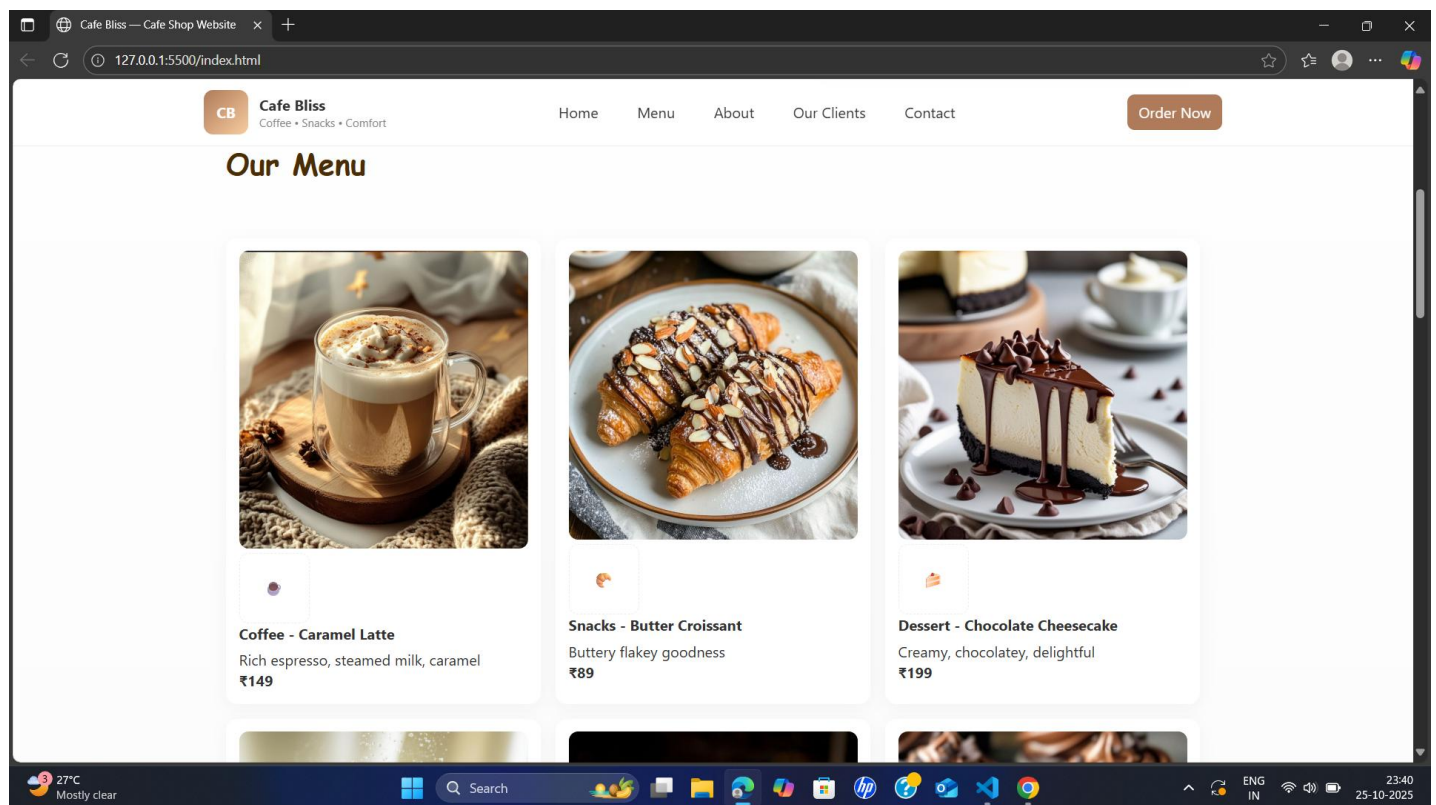 Cafe Bliss — Cafe Shop Website
127.0.0.1:5500/index.html
CB
Cafe Bliss
Coffee • Snacks • Comfort
Home Menu About Our Clients Contact
Order Now
Our Menu
Coffee - Caramel Latte
Rich espresso, steamed milk, caramel
₹149
Snacks - Butter Croissant
Buttery flakey goodness
₹89
Dessert - Chocolate Cheesecake
Creamy, chocolatey, delightful
₹199
3
27°C
Mostly clear
Search
hp
?
ENG
IN
23:40
25-10-2025